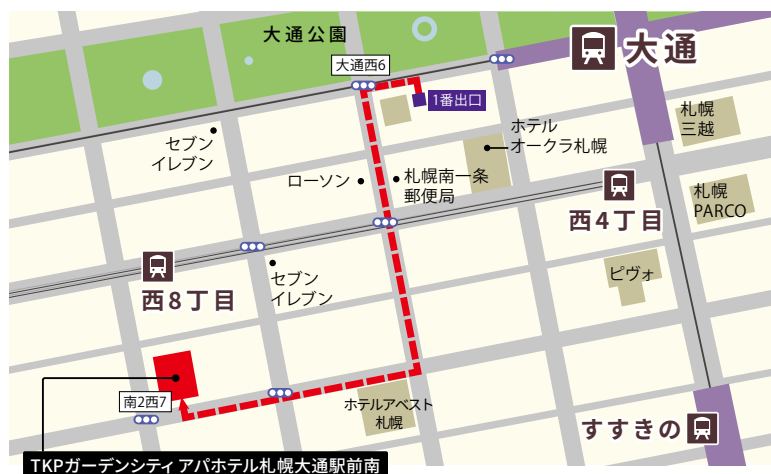 大通公園
大通
大通西6
1番出口
札幌
三越
ホテル
オークラ札幌
セブン
イレブン
ローソン
札幌南一条
郵便局
西4丁目
札幌
PARCO
西8丁目
セブン
イレブン
ピヴォ
南2西7
ホテルアベスト
札幌
すすきの
TKPガーデンシティ アパホテル札幌大通駅前南